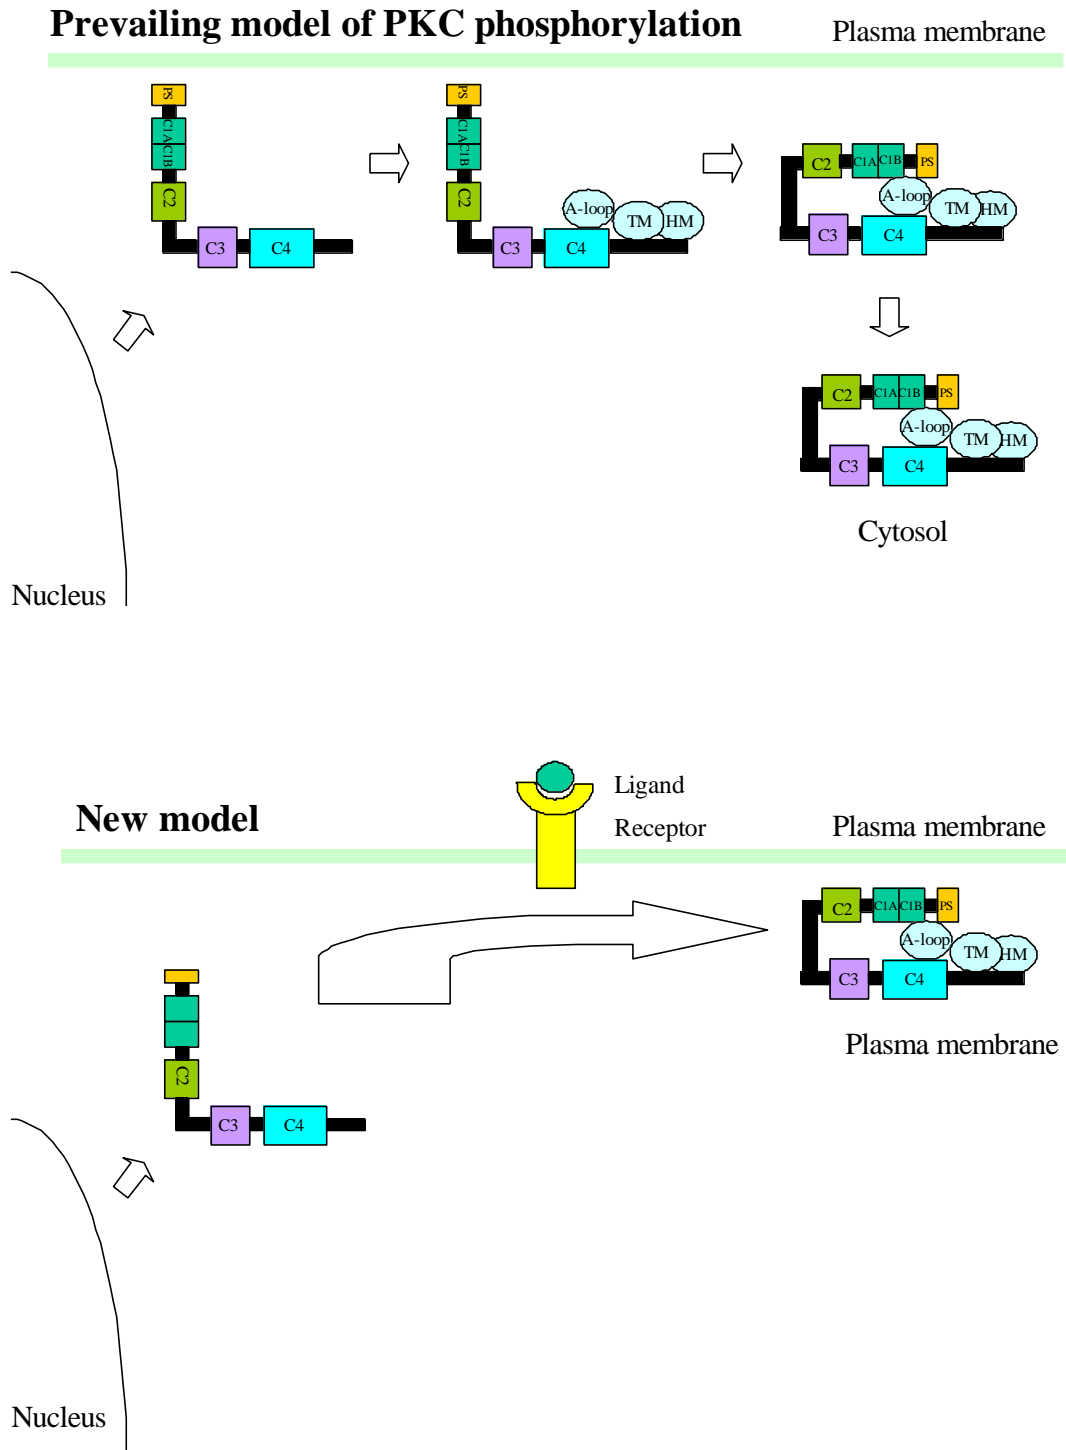 Prevailing model of PKC phosphorylation
Plasma membrane
PS
C1A
C1B
C2
C3
C4
PS
C1A
C1B
C2
C3
C4
A-loop
TM
HM
C2
C1A
C1B
PS
A-loop
TM
HM
C3
C4
C2
C1A
C1B
PS
A-loop
TM
HM
C3
C4
Cytosol
Nucleus
Ligand
Receptor
New model
Plasma membrane
C2
C1A
C1B
PS
A-loop
TM
HM
C3
C4
Plasma membrane
C2
C3
C4
Nucleus